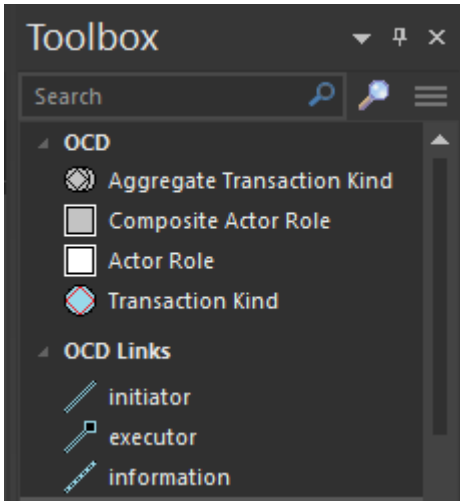 Toolbox
Search
OCD
Aggregate Transaction Kind
Composite Actor Role
Actor Role
Transaction Kind
OCD Links
initiator
executor
information